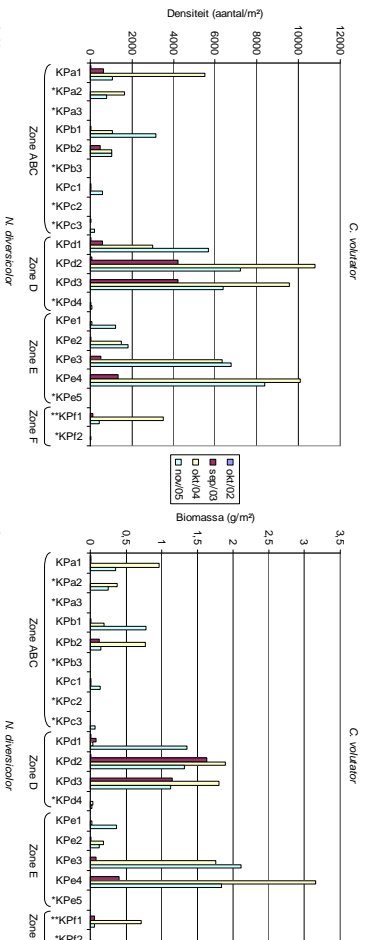 C. volutator
Densiteit (aantal/m²)
12000
10000
8000
6000
4000
2000
0
KPa1
*KPa2
*KPa3
KPb1
KPb2
*KPb3
KPc1
*KPc2
*KPc3
KPd1
KPd2
KPd3
*KPd4
KPe1
KPe2
KPe3
KPe4
*KPe5
**KPf1
*KPf2
Zone ABC
Zone D
Zone E
Zone F
N. diversicolor
okt/02
sep/03
okt/04
nov/05
C. volutator
Biomassa (g/m²)
3,5
3
2,5
2
1,5
1
0,5
0
KPa1
*KPa2
*KPa3
KPb1
KPb2
*KPb3
KPc1
*KPc2
*KPc3
KPd1
KPd2
KPd3
*KPd4
KPe1
KPe2
KPe3
KPe4
*KPe5
**KPf1
Zone ABC
Zone D
Zone E
Zone
N. diversicolor